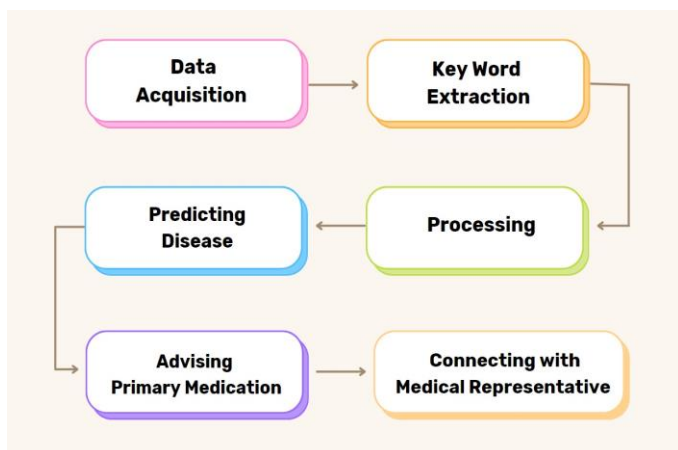 Data
Acquisition
Key Word
Extraction
Processing
Predicting
Disease
Advising
Primary Medication
Connecting with
Medical Representative